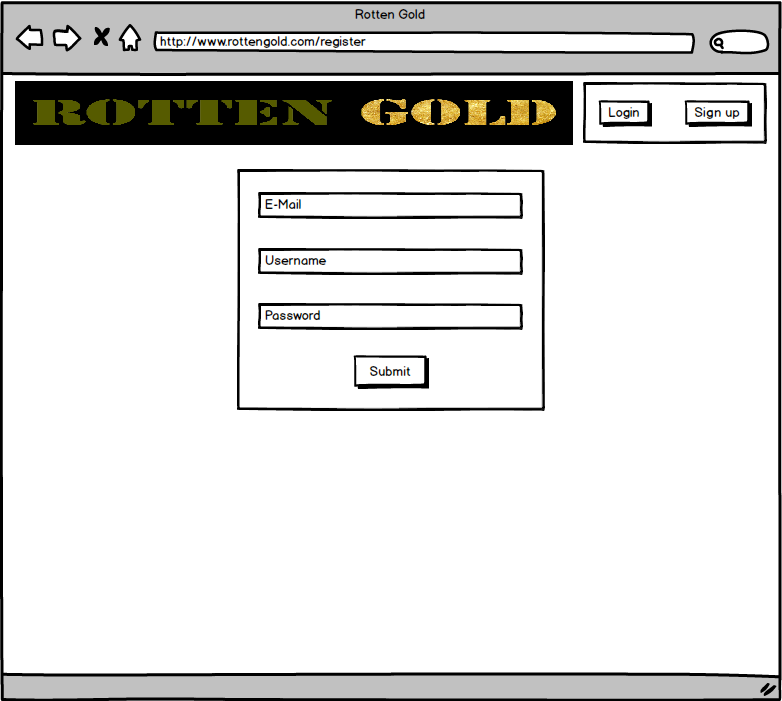 Rotten Gold
http://www.rottengold.com/register
ROTTEN GOLD
Login
Sign up
E-Mail
Username
Password
Submit